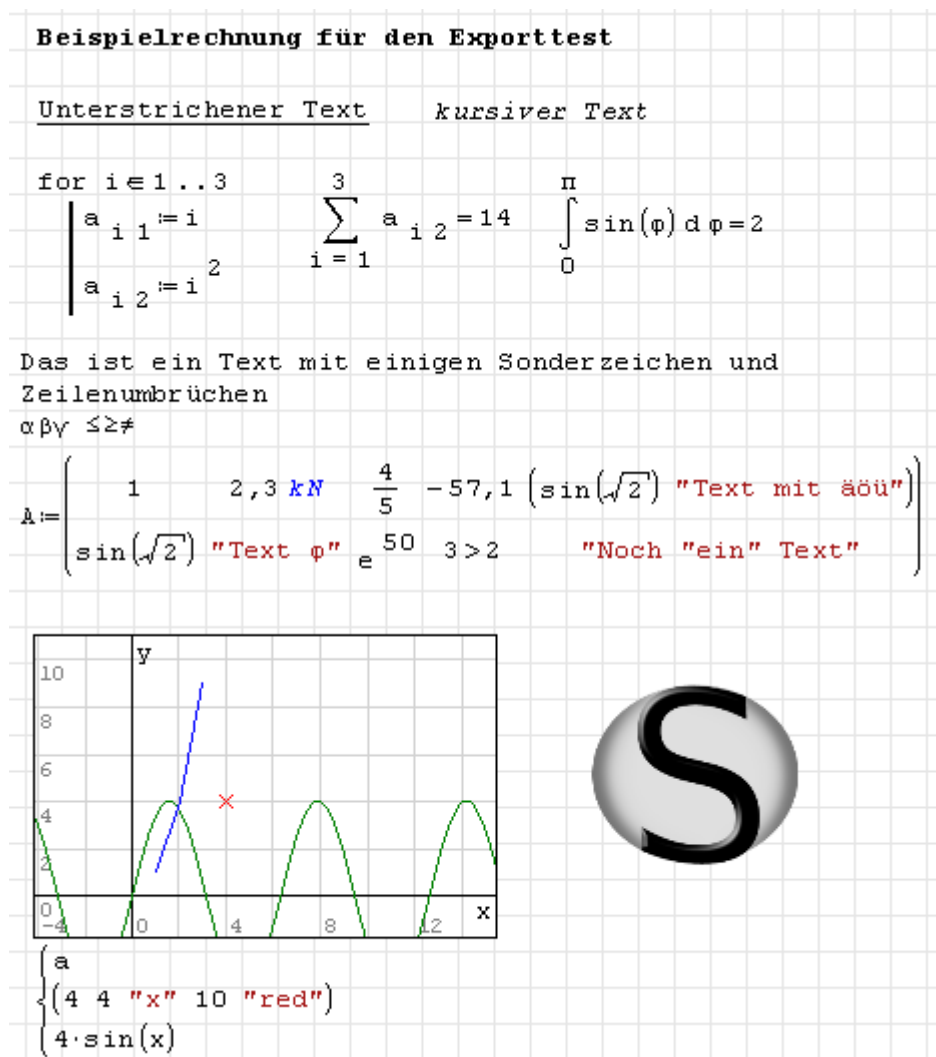 Beispielrechnung für den Exporttest
Unterstrichener Text kursiver Text
for i∈1..3
a i 1 := i
a i 2 := i^2
3
∑ a i 2 = 14
i = 1
π
∫ sin(φ) d φ = 2
0
Das ist ein Text mit einigen Sonderzeichen und
Zeilenumbrüchen
αβγ ≤≥≠
A := ( 1 2,3 kN 4/5 -57,1 (sin(√2) "Text mit äöü")
sin(√2) "Text φ" e^50 3>2 "Noch "ein" Text" )
y
10
8
6
4
2
0
-4 0 4 8 12
x
S
a
(4 4 "x" 10 "red")
4·sin(x)